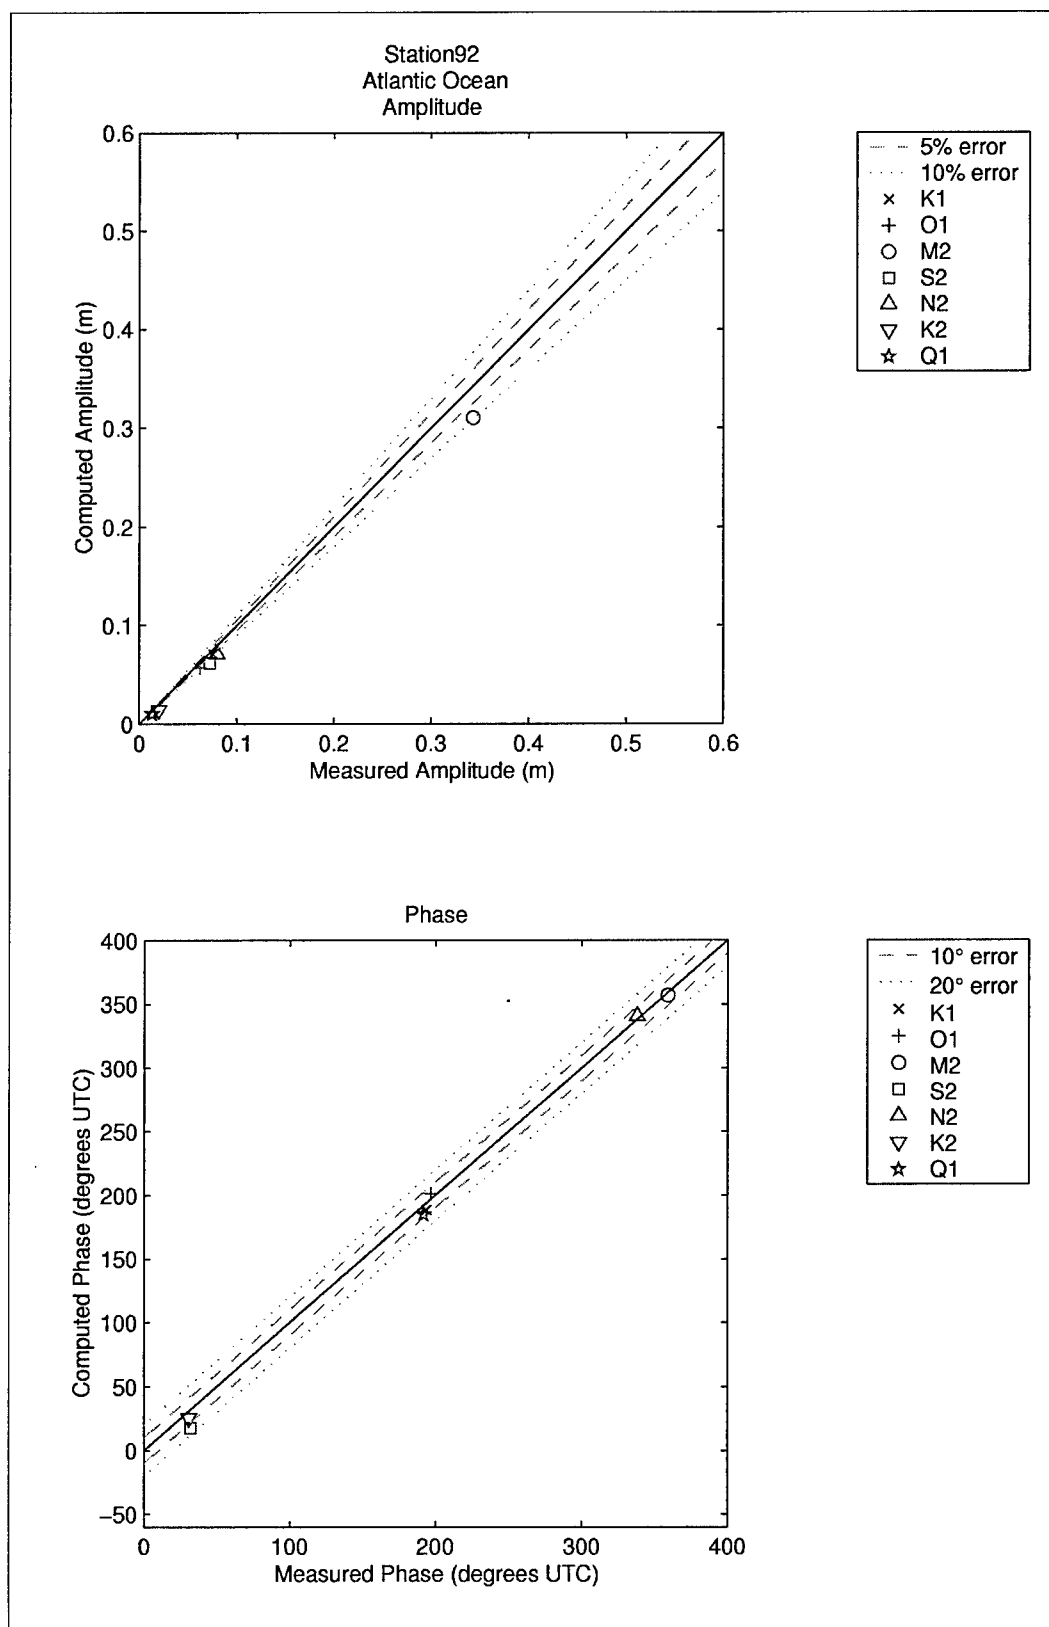 Station92
Atlantic Ocean
Amplitude
0.6
0.5
0.4
0.3
0.2
0.1
0
Computed Amplitude (m)
0 0.1 0.2 0.3 0.4 0.5 0.6
Measured Amplitude (m)
5% error
10% error
K1
O1
M2
S2
N2
K2
Q1
Phase
400
350
300
250
200
150
100
50
0
−50
Computed Phase (degrees UTC)
0 100 200 300 400
Measured Phase (degrees UTC)
10° error
20° error
K1
O1
M2
S2
N2
K2
Q1